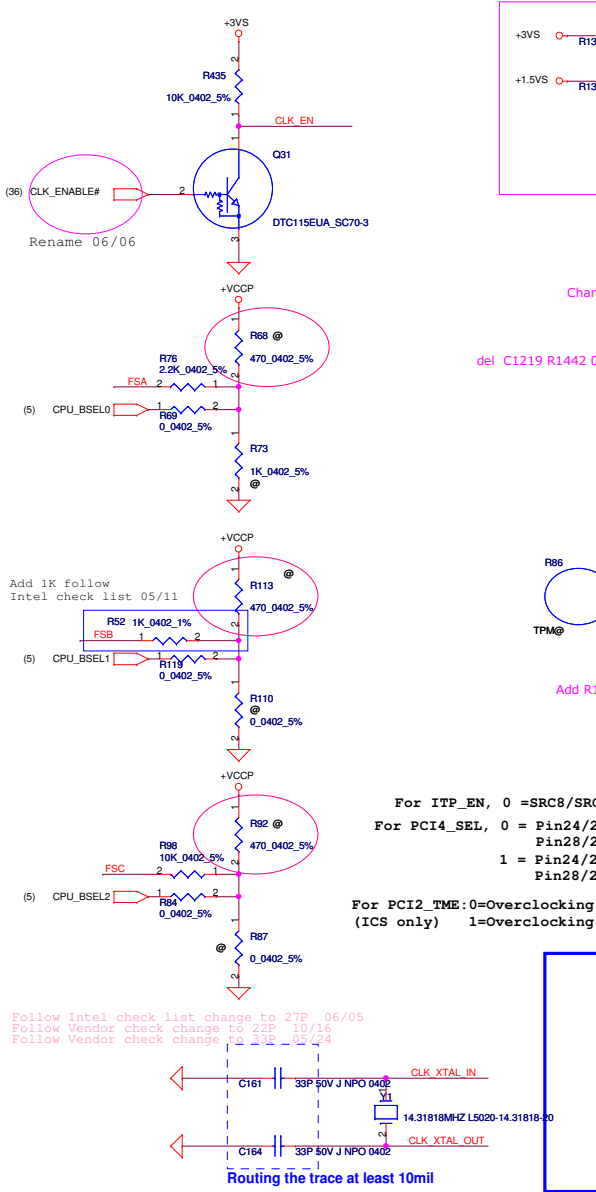 +3VS
2
R435
10K_0402_5%
1
CLK_EN
1
Q31
(36) CLK_ENABLE#
2
DTC115EUA_SC70-3
3
Rename 06/06
+3VS
R13
+1.5VS
R13
Chan
del C1219 R1442 0
+VCCP
1
R68 @
470_0402_5%
2
R76
2.2K_0402_5%
FSA
2
1
(5) CPU_BSEL0
1
2
R69
0_0402_5%
1
R73
1K_0402_5%
2
@
+VCCP
1
@
R113
470_0402_5%
2
Add 1K follow
Intel check list 05/11
R52 1K_0402_1%
FSB
1
2
(5) CPU_BSEL1
1
2
R119
0_0402_5%
1
R110
@
0_0402_5%
2
R86
TPM@
Add R1
+VCCP
1
R92 @
470_0402_5%
2
R98
10K_0402_5%
FSC
2
1
(5) CPU_BSEL2
1
2
R84
0_0402_5%
1
R87
@
0_0402_5%
2
For ITP_EN, 0 =SRC8/SRC
For PCI4_SEL, 0 = Pin24/2
Pin28/2
1 = Pin24/2
Pin28/2
For PCI2_TME:0=Overclocking
(ICS only) 1=Overclocking
Follow Intel check list change to 27P 06/05
Follow Vendor check change to 22P 10/16
Follow Vendor check change to 33P 05/24
C161
33P 50V J NPO 0402
CLK_XTAL_IN
1
Y1
14.31818MHZ L5020-14.31818-20
2
C164
33P 50V J NPO 0402
CLK_XTAL_OUT
Routing the trace at least 10mil